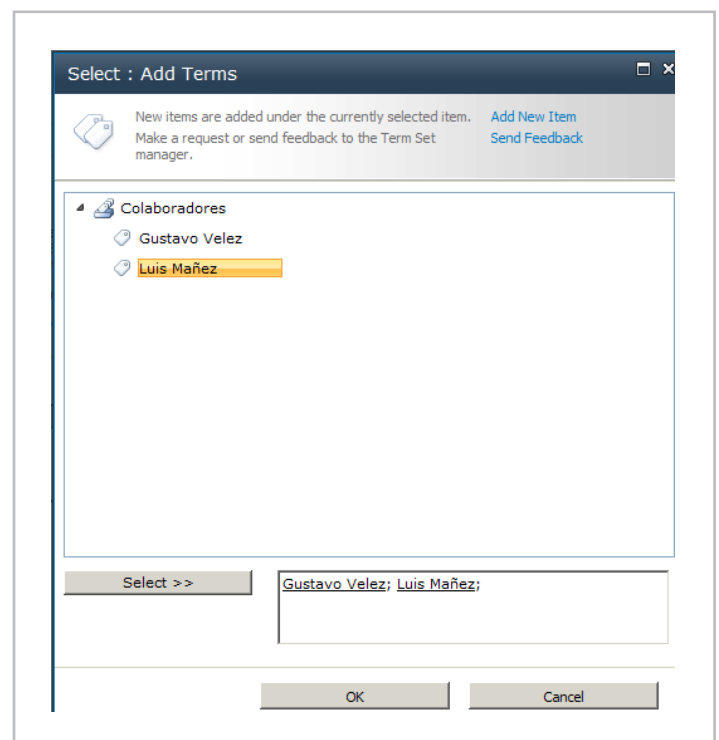 Select : Add Terms
New items are added under the currently selected item. Add New Item
Make a request or send feedback to the Term Set Send Feedback
manager.
Colaboradores
Gustavo Velez
Luis Mañez
Select >>
Gustavo Velez; Luis Mañez;
OK Cancel